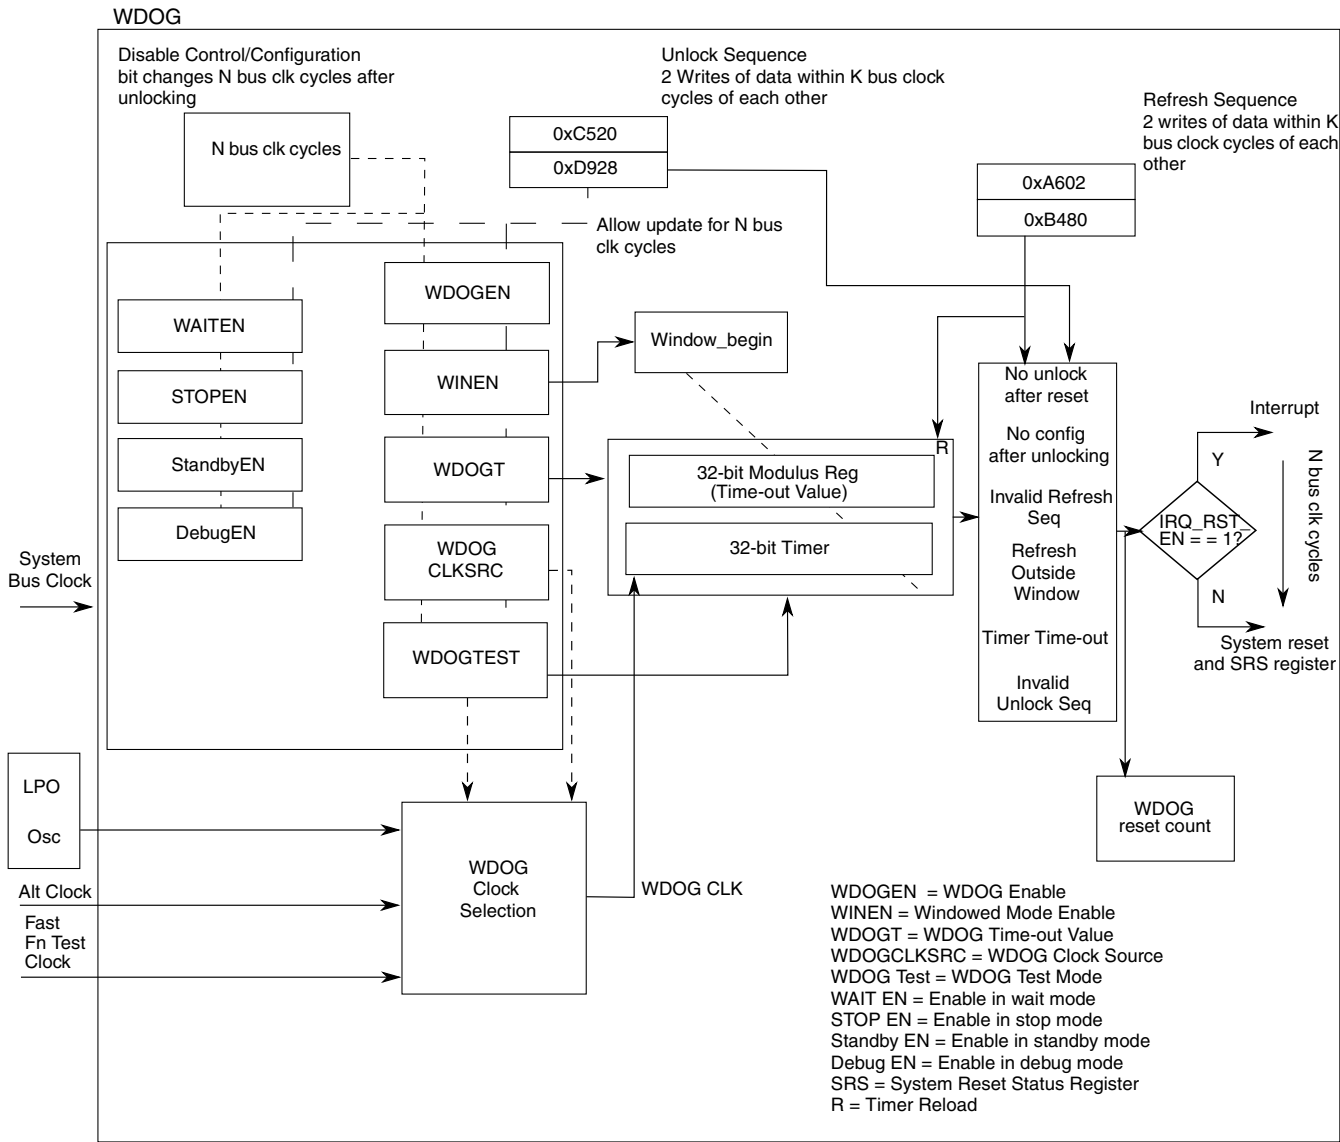 WDOG
Disable Control/Configuration
bit changes N bus clk cycles after
unlocking
N bus clk cycles
Unlock Sequence
2 Writes of data within K bus clock
cycles of each other
0xC520
0xD928
Refresh Sequence
2 writes of data within K
bus clock cycles of each
other
0xA602
0xB480
Allow update for N bus
clk cycles
WAITEN
STOPEN
StandbyEN
DebugEN
WDOGEN
WINEN
WDOGT
WDOG
CLKSRC
WDOGTEST
Window_begin
R
32-bit Modulus Reg
(Time-out Value)
32-bit Timer
No unlock
after reset
No config
after unlocking
Invalid Refresh
Seq
Refresh
Outside
Window
Timer Time-out
Invalid
Unlock Seq
Interrupt
Y
IRQ_RST_
EN = = 1?
N
N bus clk cycles
System reset
and SRS register
System
Bus Clock
LPO
Osc
Alt Clock
Fast
Fn Test
Clock
WDOG
Clock
Selection
WDOG CLK
WDOG
reset count
WDOGEN = WDOG Enable
WINEN = Windowed Mode Enable
WDOGT = WDOG Time-out Value
WDOGCLKSRC = WDOG Clock Source
WDOG Test = WDOG Test Mode
WAIT EN = Enable in wait mode
STOP EN = Enable in stop mode
Standby EN = Enable in standby mode
Debug EN = Enable in debug mode
SRS = System Reset Status Register
R = Timer Reload